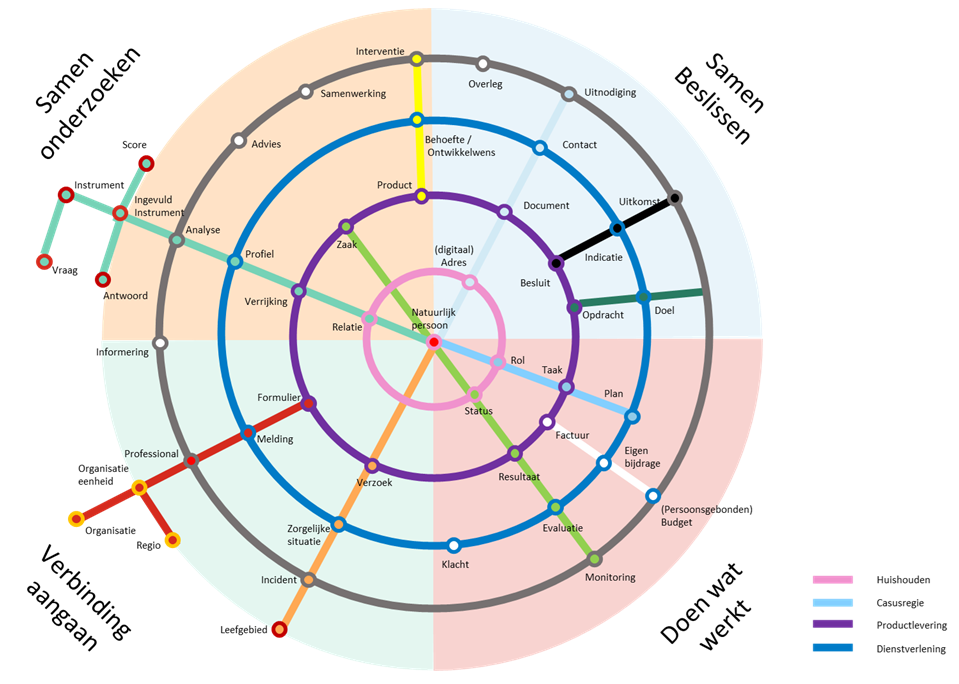 Samen
onderzoeken
Samen
Beslissen
Interventie
Overleg
Samenwerking
Uitnodiging
Advies
Behoefte /
Ontwikkelwens
Contact
Score
Instrument
Ingevuld
Instrument
Analyse
Product
Document
Uitkomst
Vraag
Antwoord
Profiel
Zaak
(digitaal)
Adres
Indicatie
Besluit
Verrijking
Relatie
Natuurlijk
persoon
Opdracht
Doel
Informering
Rol
Taak
Plan
Formulier
Status
Melding
Factuur
Eigen
bijdrage
Professional
Organisatie
eenheid
Verzoek
Resultaat
(Persoonsgebonden)
Budget
Organisatie
Regio
Zorgelijke
situatie
Evaluatie
Klacht
Incident
Monitoring
Leefgebied
Verbinding
aangaan
Doen wat
werkt
Huishouden
Casusregie
Productlevering
Dienstverlening